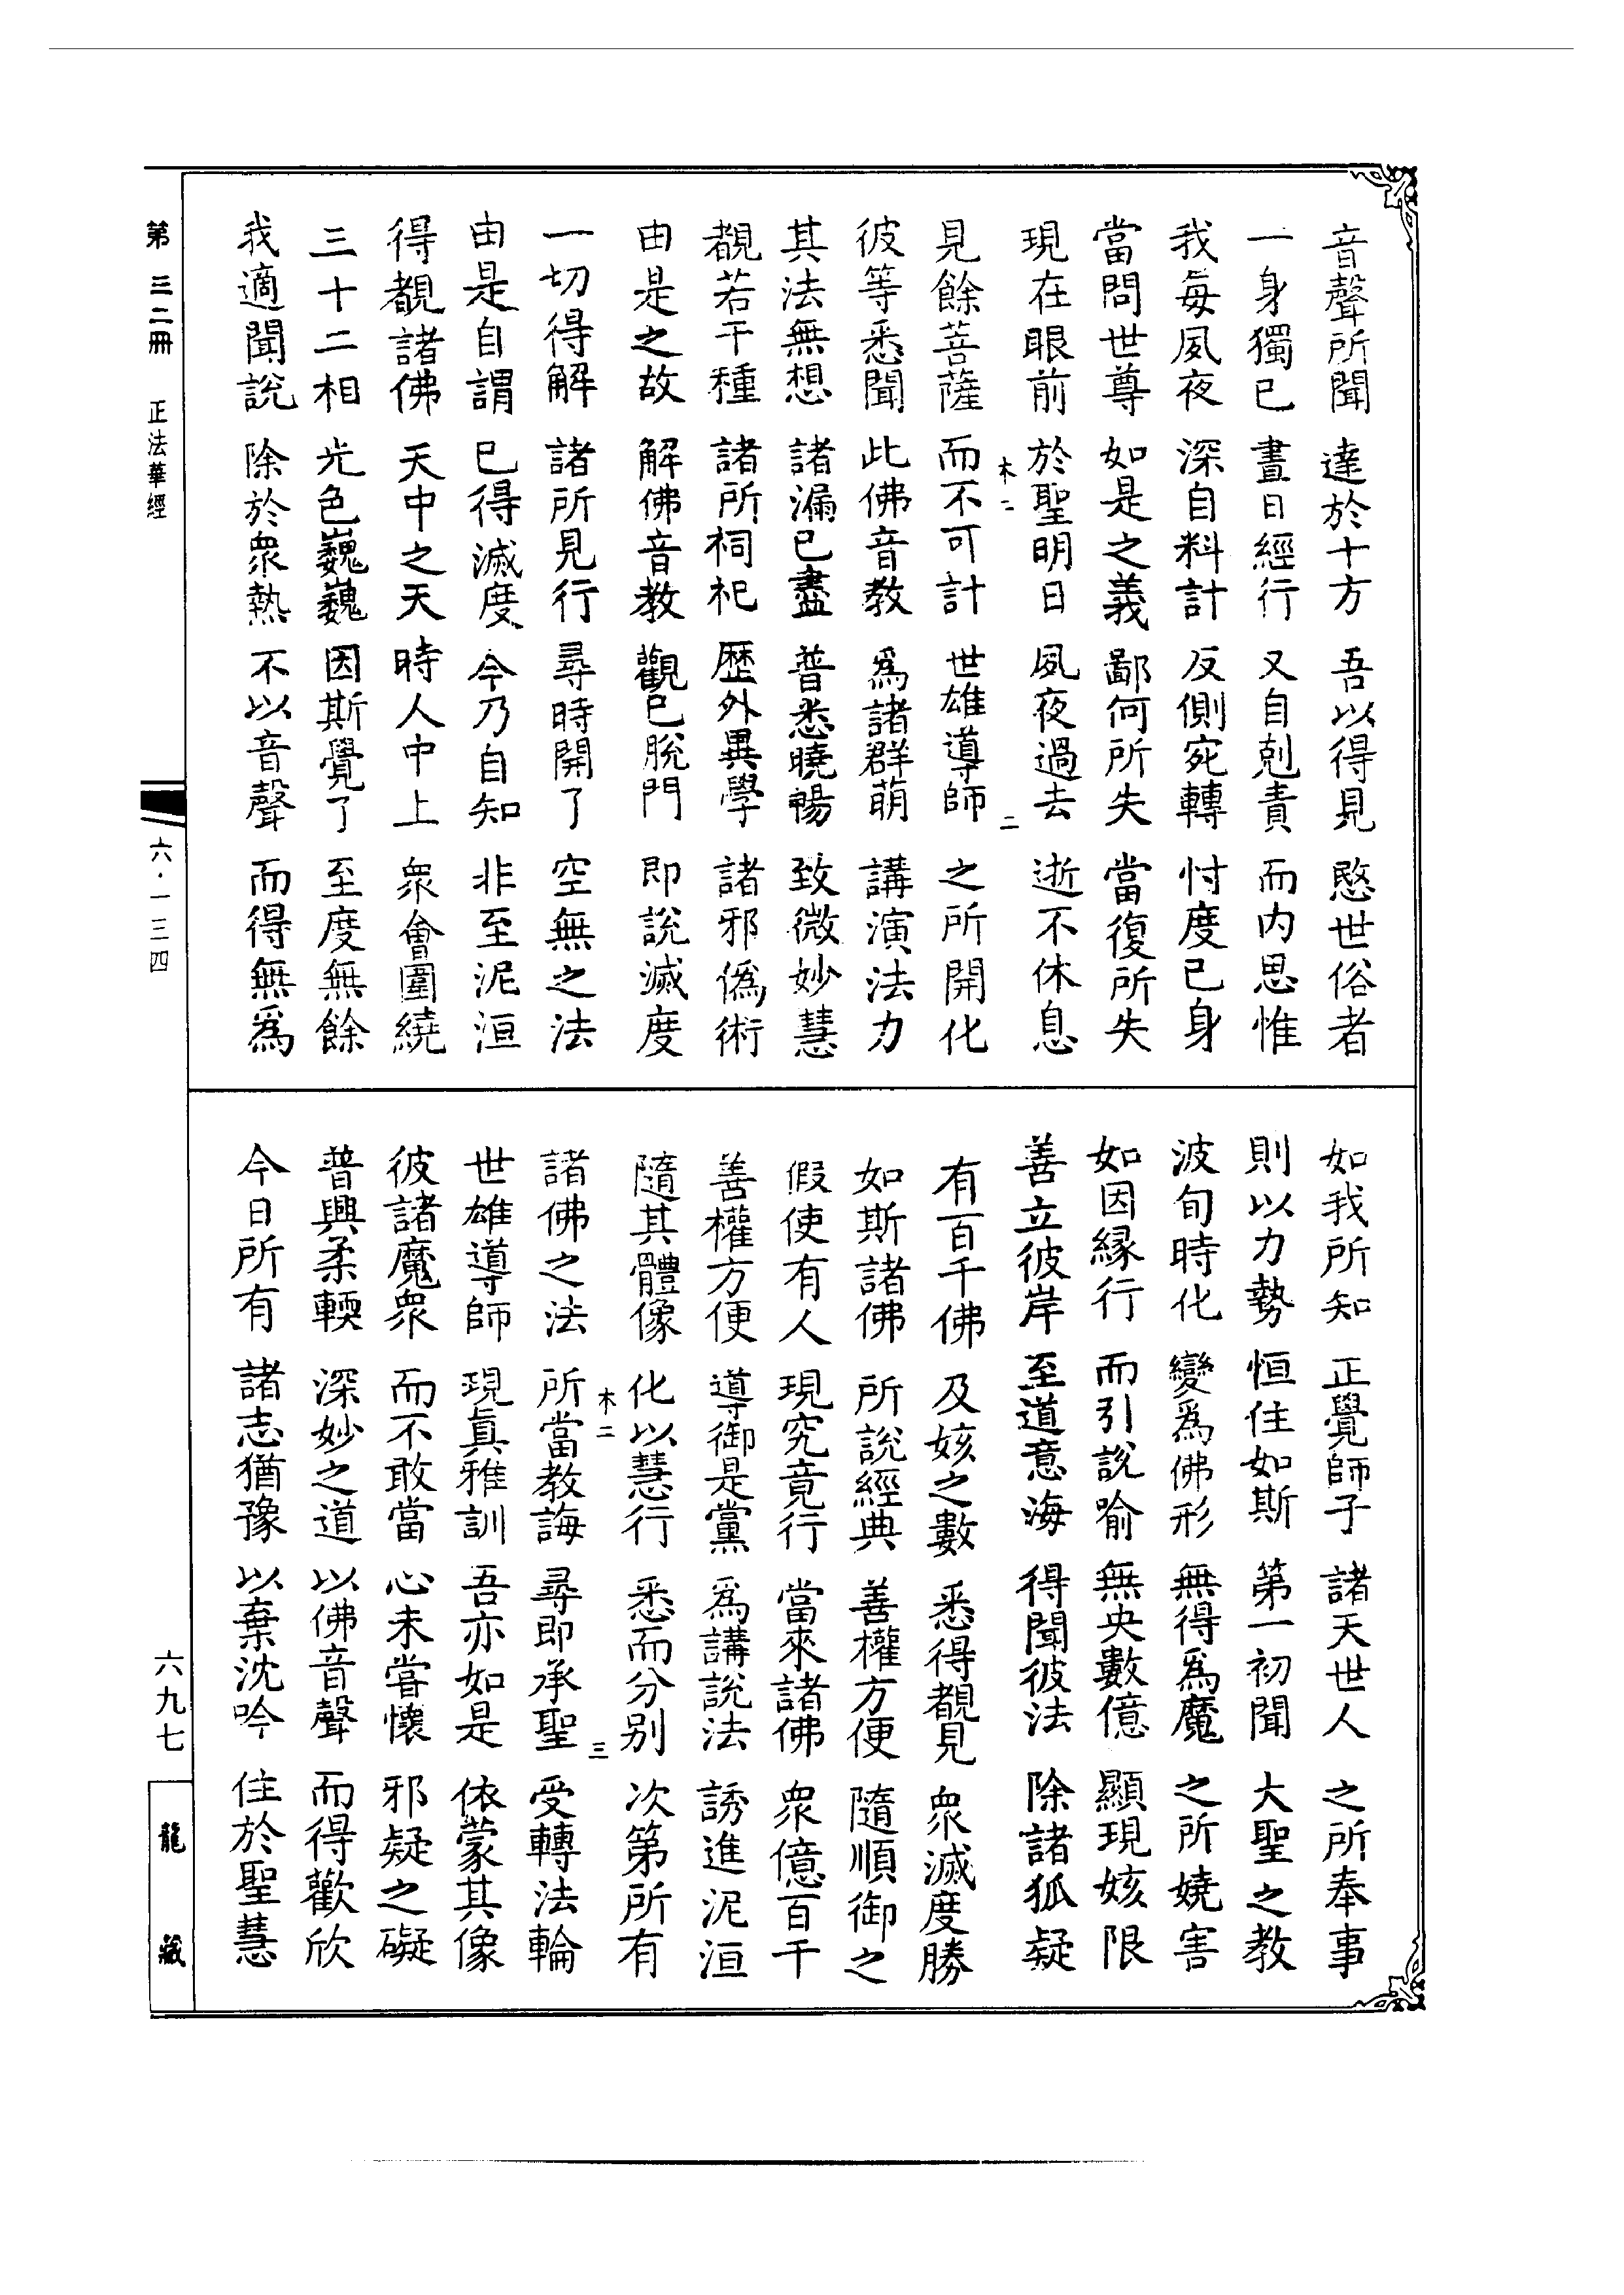 音聲所聞　達於十方　吾以得見　愍世俗者
一身獨已　晝日經行　又自剋責　而內思惟
我每夙夜　深自料計　反側宛轉　忖度已身
當問世尊　如是之義　鄙何所失　當復所失
現在眼前　於聖明日　夙夜過去　逝不休息
木二　二
見餘菩薩　而不可計　世雄導師　之所開化
彼等悉聞　此佛音教　為諸群萌　講演法力
其法無想　諸漏已盡　普悉曉暢　致微妙慧
覩若干種　諸所祠祀　歷外異學　諸邪偽術
由是之故　解佛音教　觀已脫門　即說滅度
一切得解　諸所見行　尋時開了　空無之法
由是自謂　已得滅度　今乃自知　非至泥洹
得覩諸佛　天中之天　時人中上　眾會圍繞
三十二相　光色巍巍　因斯覺了　至度無餘
我適聞說　除於眾熱　不以音聲　而得無為
如我所知　正覺師子　諸天世人　之所奉事
則以力勢　恒住如斯　第一初聞　大聖之教
波旬時化　變為佛形　無得為魔　之所嬈害
如因緣行　而引說喻　無央數億　顯現姟限
善立彼岸　至道意海　得聞彼法　除諸狐疑
有百千佛　及姟之數　悉得覩見　眾滅度勝
如斯諸佛　所說經典　善權方便　隨順御之
假使有人　現究竟行　當來諸佛　眾億百千
善權方便　導御是黨　為講說法　誘進泥洹
隨其體像　化以慧行　悉而分別　次第所有
木二　三
諸佛之法　所當教誨　尋即承聖　受轉法輪
世雄導師　現真雅訓　吾亦如是　依蒙其像
彼諸魔眾　而不敢當　心未嘗懷　邪疑之礙
普興柔輭　深妙之道　以佛音聲　而得歡欣
今日所有　諸志猶豫　以棄沈吟　住於聖慧
第三二冊　正法華經
六·一三四
六九七
龍藏